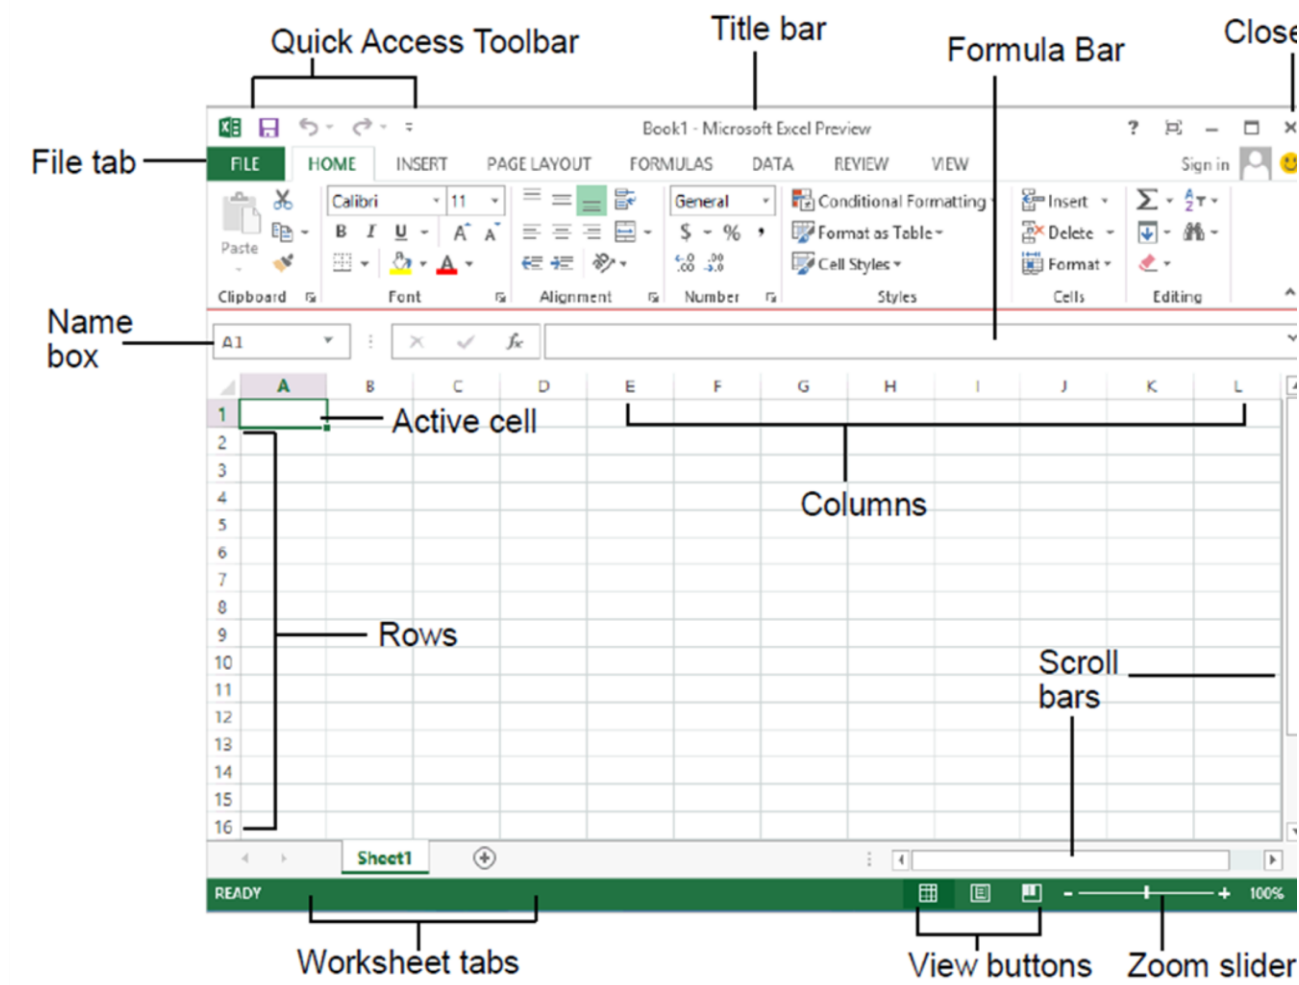 Quick Access Toolbar
Title bar
Formula Bar
Close
Book1 - Microsoft Excel Preview
?
File tab
FILE HOME INSERT PAGE LAYOUT FORMULAS DATA REVIEW VIEW Sign in
Paste
Calibri 11
General
Conditional Formatting
Insert
B I U A A
$ % ,
Format as Table
Delete
A
Cell Styles
Format
Clipboard Font Alignment Number Styles Cells Editing
Name
box
A1
fx
A B C D E F G H I J K L
1
Active cell
2
3
4
Columns
5
6
7
8
9
Rows
10
Scroll
bars
11
12
13
14
15
16
Sheet1
READY
100%
Worksheet tabs
View buttons
Zoom slider